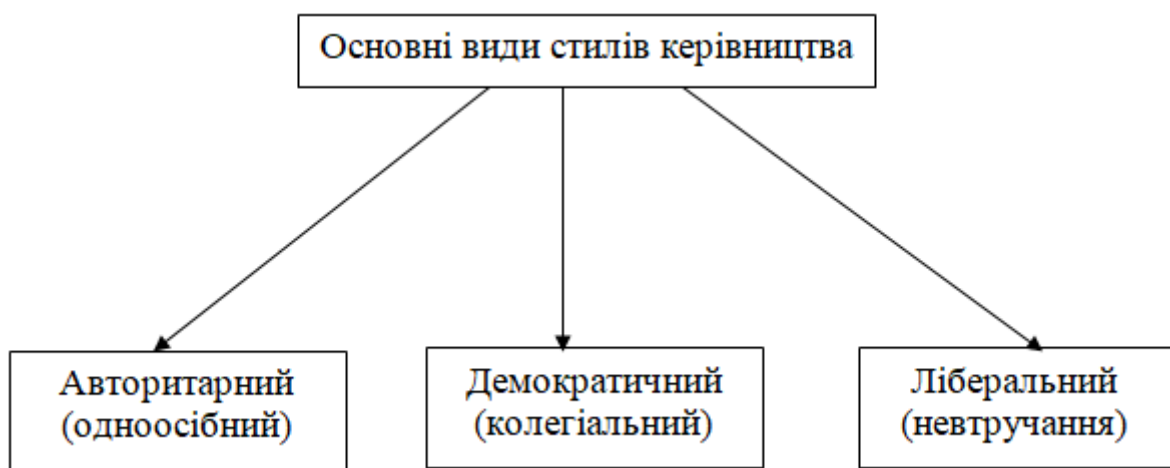 Основні види стилів керівництва
Авторитарний
(одноосібний)
Демократичний
(колегіальний)
Ліберальний
(невтручання)